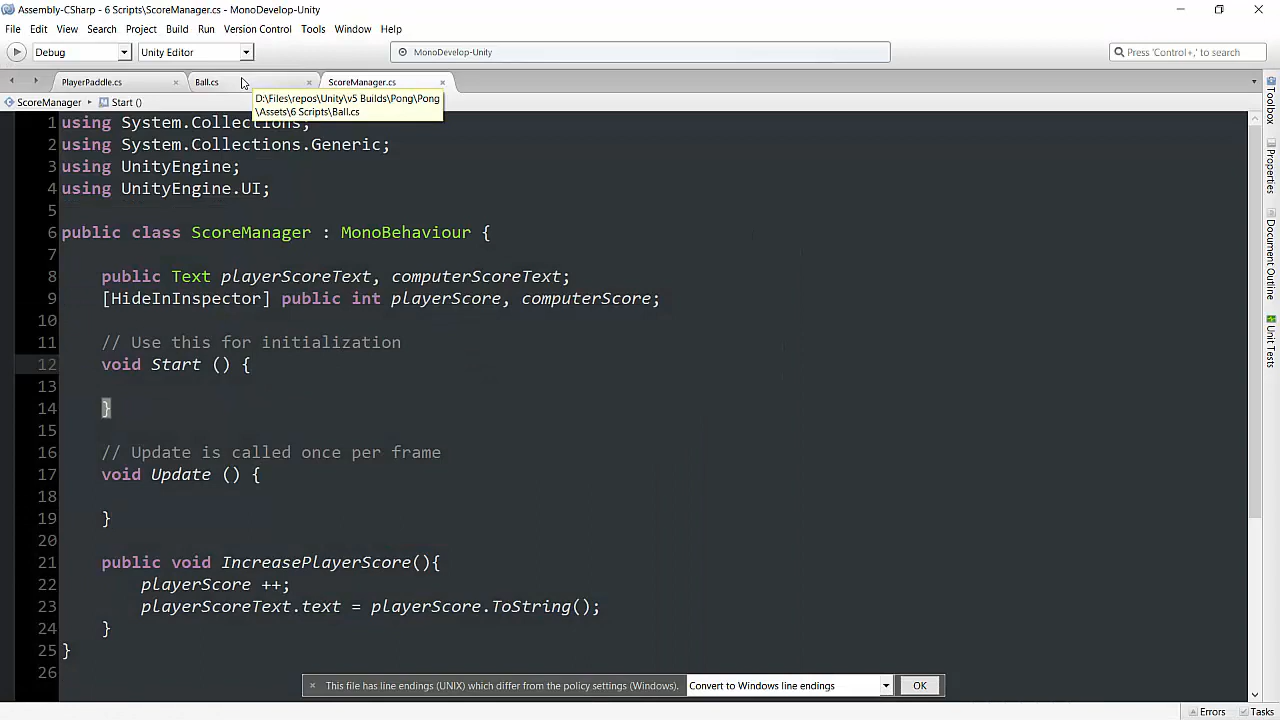 Assembly-CSharp - 6 Scripts\ScoreManager.cs - MonoDevelop-Unity
File Edit View Search Project Build Run Version Control Tools Window Help
Debug Unity Editor MonoDevelop-Unity Press 'Control+,' to search
PlayerPaddle.cs Ball.cs ScoreManager.cs
ScoreManager Start ()
D:\Files\repos\Unity\v5 Builds\Pong\Pong
\Assets\6 Scripts\Ball.cs
1 using System.Collections;
2 using System.Collections.Generic;
3 using UnityEngine;
4 using UnityEngine.UI;
5
6 public class ScoreManager : MonoBehaviour {
7
8 public Text playerScoreText, computerScoreText;
9 [HideInInspector] public int playerScore, computerScore;
10
11 // Use this for initialization
12 void Start () {
13
14 }
15
16 // Update is called once per frame
17 void Update () {
18
19 }
20
21 public void IncreasePlayerScore(){
22 playerScore ++;
23 playerScoreText.text = playerScore.ToString();
24 }
25 }
26
Toolbox
Properties
Document Outline
Unit Tests
This file has line endings (UNIX) which differ from the policy settings (Windows). Convert to Windows line endings OK
Errors Tasks